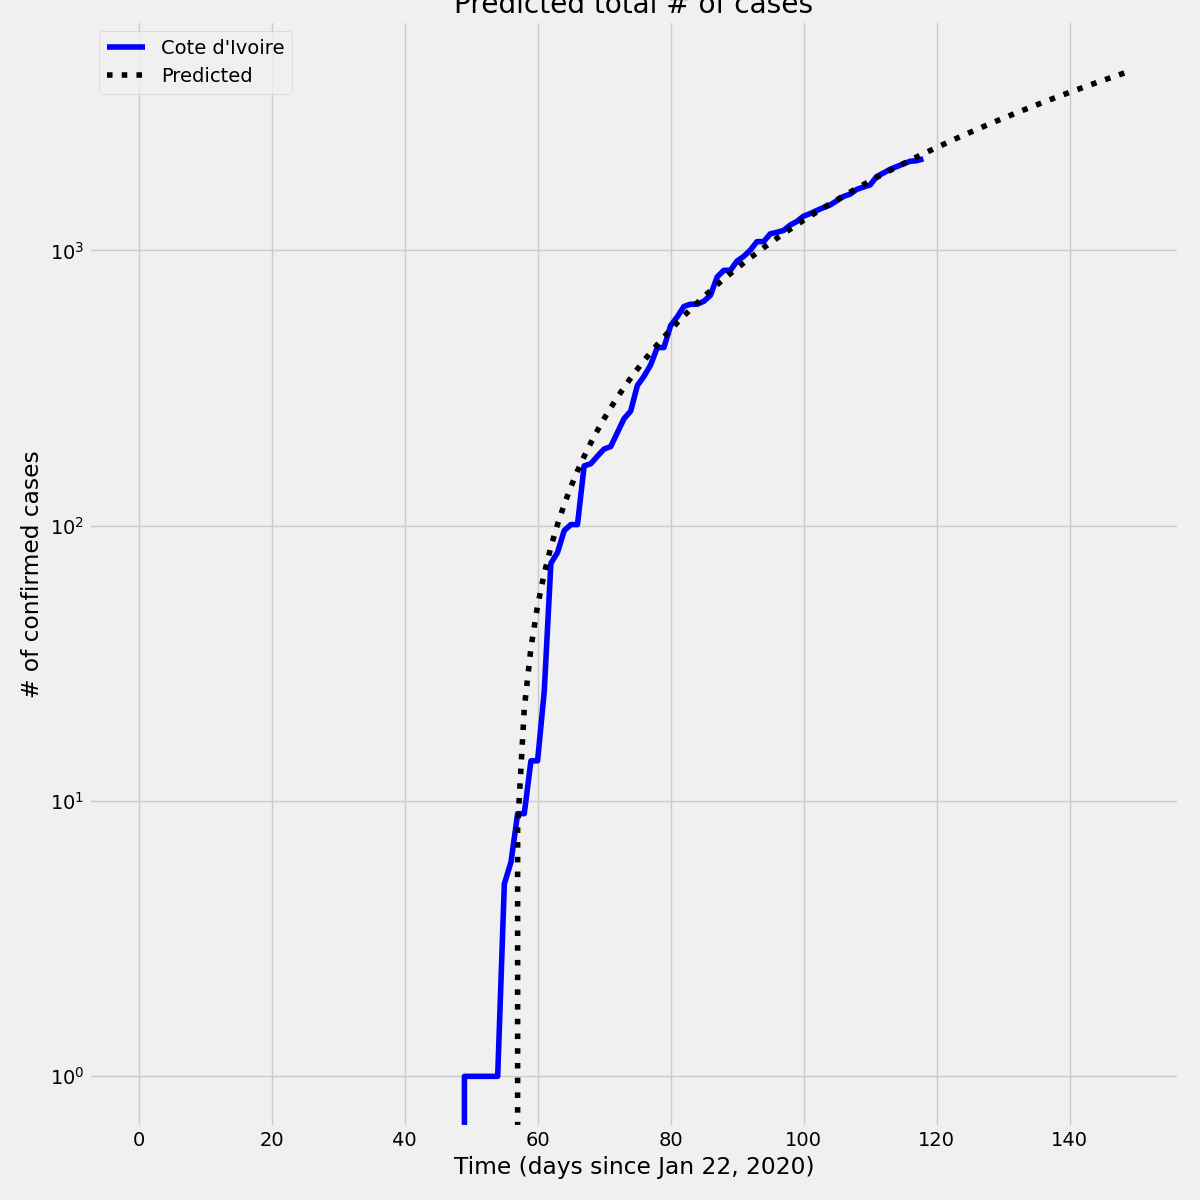 Predicted total # of cases
Cote d'Ivoire
Predicted
# of confirmed cases
10³
10²
10¹
10⁰
0 20 40 60 80 100 120 140
Time (days since Jan 22, 2020)